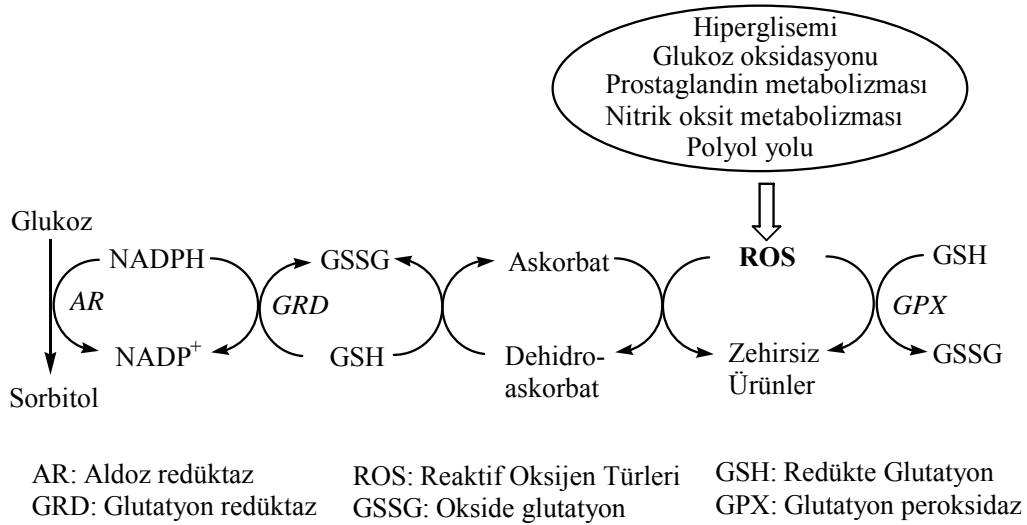 Hiperglisemi
Glukoz oksidasyonu
Prostaglandin metabolizması
Nitrik oksit metabolizması
Polyol yolu
Glukoz
NADPH
GSSG
Askorbat
ROS
GSH
AR
GRD
GPX
NADP+
GSH
Dehidro-
askorbat
Zehirsiz
Ürünler
GSSG
Sorbitol
AR: Aldoz redüktaz
GRD: Glutatyon redüktaz
ROS: Reaktif Oksijen Türleri
GSSG: Okside glutatyon
GSH: Redükte Glutatyon
GPX: Glutatyon peroksidaz